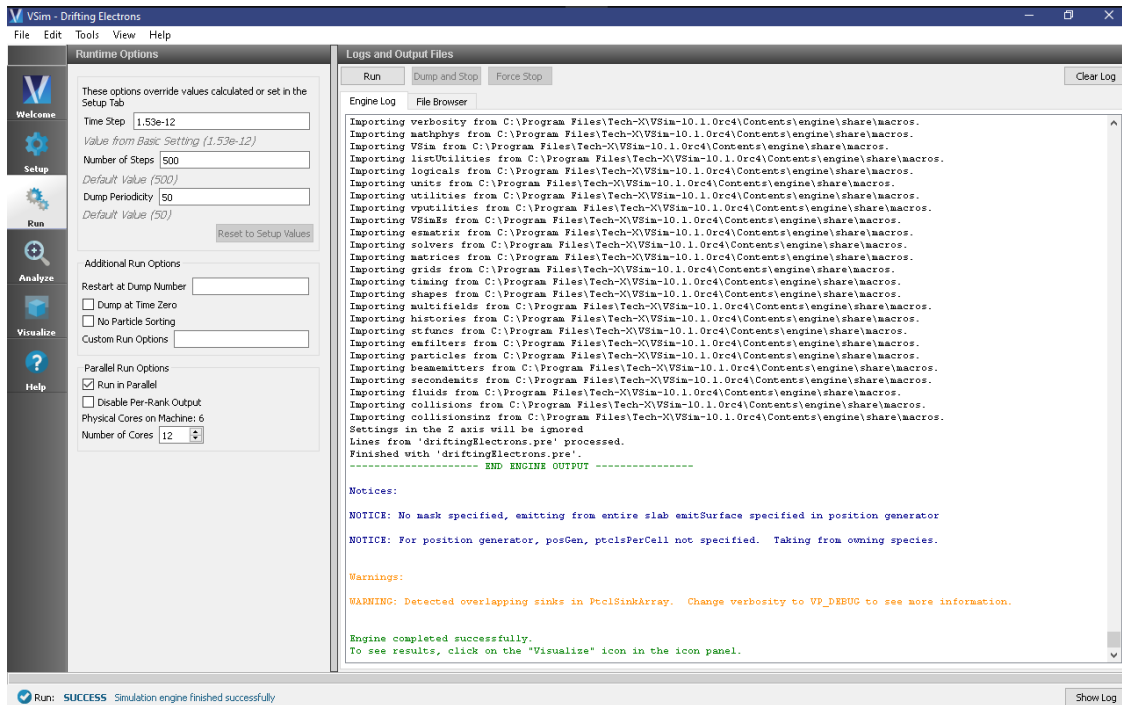 VSim - Drifting Electrons
File Edit Tools View Help
Welcome
Setup
Run
Analyze
Visualize
Help
Runtime Options
These options override values calculated or set in the
Setup Tab
Time Step 1.53e-12
Value from Basic Setting (1.53e-12)
Number of Steps 500
Default Value (500)
Dump Periodicity 50
Default Value (50)
Reset to Setup Values
Additional Run Options
Restart at Dump Number
Dump at Time Zero
No Particle Sorting
Custom Run Options
Parallel Run Options
Run in Parallel
Disable Per-Rank Output
Physical Cores on Machine: 6
Number of Cores 12
Logs and Output Files
Run Dump and Stop Force Stop Clear Log
Engine Log File Browser
Importing verbosity from C:\Program Files\Tech-X\VSim-10.1.0rc4\Contents\engine\share\macros.
Importing mathphys from C:\Program Files\Tech-X\VSim-10.1.0rc4\Contents\engine\share\macros.
Importing VSim from C:\Program Files\Tech-X\VSim-10.1.0rc4\Contents\engine\share\macros.
Importing listUtilities from C:\Program Files\Tech-X\VSim-10.1.0rc4\Contents\engine\share\macros.
Importing logicals from C:\Program Files\Tech-X\VSim-10.1.0rc4\Contents\engine\share\macros.
Importing units from C:\Program Files\Tech-X\VSim-10.1.0rc4\Contents\engine\share\macros.
Importing utilities from C:\Program Files\Tech-X\VSim-10.1.0rc4\Contents\engine\share\macros.
Importing vputilities from C:\Program Files\Tech-X\VSim-10.1.0rc4\Contents\engine\share\macros.
Importing VSimEs from C:\Program Files\Tech-X\VSim-10.1.0rc4\Contents\engine\share\macros.
Importing esmatrix from C:\Program Files\Tech-X\VSim-10.1.0rc4\Contents\engine\share\macros.
Importing solvers from C:\Program Files\Tech-X\VSim-10.1.0rc4\Contents\engine\share\macros.
Importing matrices from C:\Program Files\Tech-X\VSim-10.1.0rc4\Contents\engine\share\macros.
Importing grids from C:\Program Files\Tech-X\VSim-10.1.0rc4\Contents\engine\share\macros.
Importing timing from C:\Program Files\Tech-X\VSim-10.1.0rc4\Contents\engine\share\macros.
Importing shapes from C:\Program Files\Tech-X\VSim-10.1.0rc4\Contents\engine\share\macros.
Importing multifields from C:\Program Files\Tech-X\VSim-10.1.0rc4\Contents\engine\share\macros.
Importing histories from C:\Program Files\Tech-X\VSim-10.1.0rc4\Contents\engine\share\macros.
Importing stfuncs from C:\Program Files\Tech-X\VSim-10.1.0rc4\Contents\engine\share\macros.
Importing emfilters from C:\Program Files\Tech-X\VSim-10.1.0rc4\Contents\engine\share\macros.
Importing particles from C:\Program Files\Tech-X\VSim-10.1.0rc4\Contents\engine\share\macros.
Importing beamemitters from C:\Program Files\Tech-X\VSim-10.1.0rc4\Contents\engine\share\macros.
Importing secondemits from C:\Program Files\Tech-X\VSim-10.1.0rc4\Contents\engine\share\macros.
Importing fluids from C:\Program Files\Tech-X\VSim-10.1.0rc4\Contents\engine\share\macros.
Importing collisions from C:\Program Files\Tech-X\VSim-10.1.0rc4\Contents\engine\share\macros.
Importing collisionsinz from C:\Program Files\Tech-X\VSim-10.1.0rc4\Contents\engine\share\macros.
Settings in the Z axis will be ignored
Lines from 'driftingElectrons.pre' processed.
Finished with 'driftingElectrons.pre'.
--------------------- END ENGINE OUTPUT ----------------
Notices:
NOTICE: No mask specified, emitting from entire slab emitSurface specified in position generator
NOTICE: For position generator, posGen, ptclsPerCell not specified. Taking from owning species.
Warnings:
WARNING: Detected overlapping sinks in PtclSinkArray. Change verbosity to VP_DEBUG to see more information.
Engine completed successfully.
To see results, click on the "Visualize" icon in the icon panel.
Run: SUCCESS Simulation engine finished successfully
Show Log